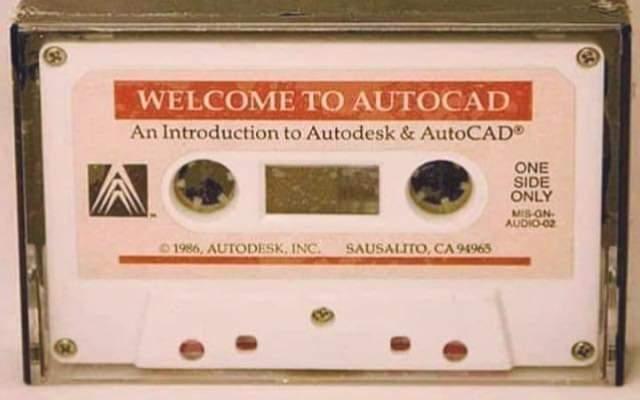 WELCOME TO AUTOCAD
An Introduction to Autodesk & AutoCAD®
ONE
SIDE
ONLY
MIS-GN-
AUDIO-02
© 1986, AUTODESK, INC. SAUSALITO, CA 94965